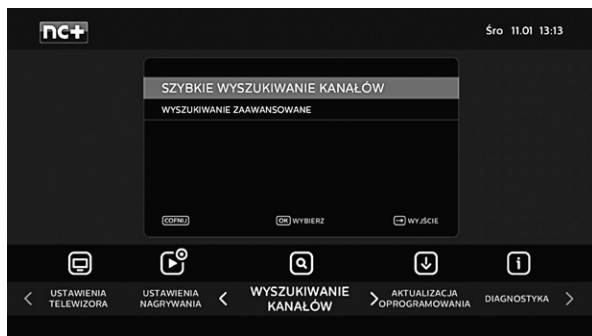 nc+
Śro 11.01 13:13
SZYBKIE WYSZUKIWANIE KANAŁÓW
WYSZUKIWANIE ZAAWANSOWANE
COFNIJ OK WYBIERZ WYJŚCIE
USTAWIENIA
TELEWIZORA
USTAWIENIA
NAGRYWANIA
WYSZUKIWANIE
KANAŁÓW
AKTUALIZACJA
OPROGRAMOWANIA
DIAGNOSTYKA